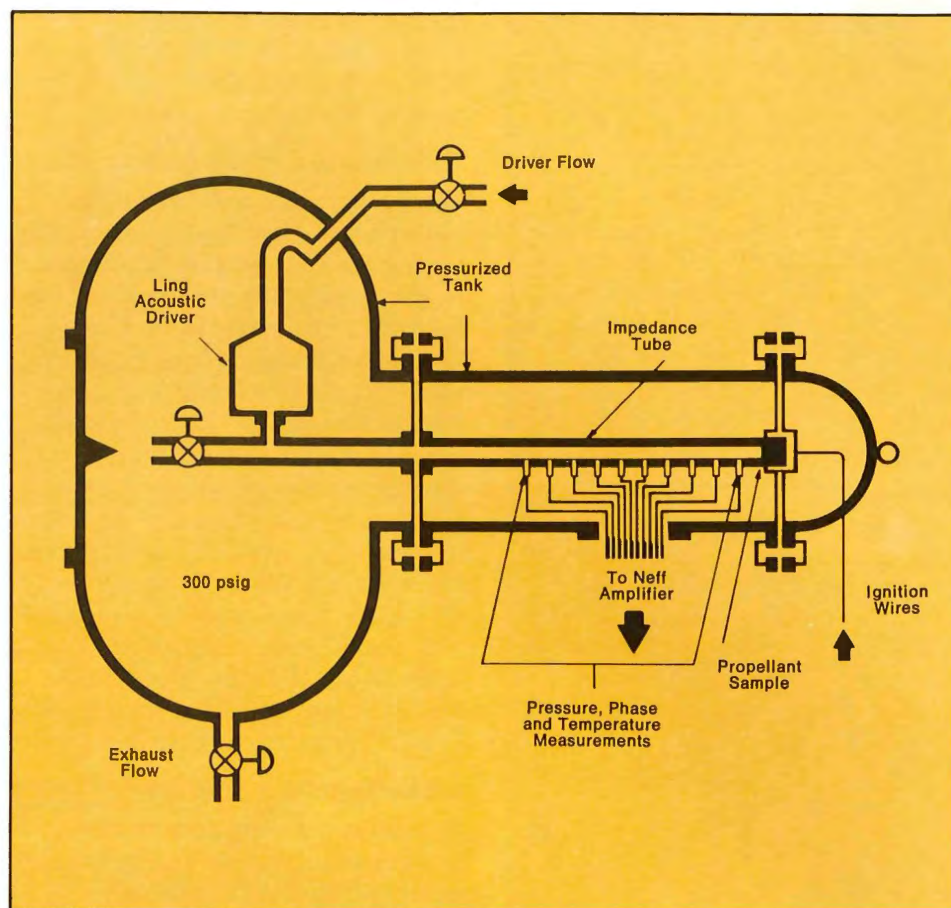 Driver Flow
Ling
Acoustic
Driver
Pressurized
Tank
Impedance
Tube
300 psig
To Neff
Amplifier
Ignition
Wires
Propellant
Sample
Pressure, Phase
and Temperature
Measurements
Exhaust
Flow